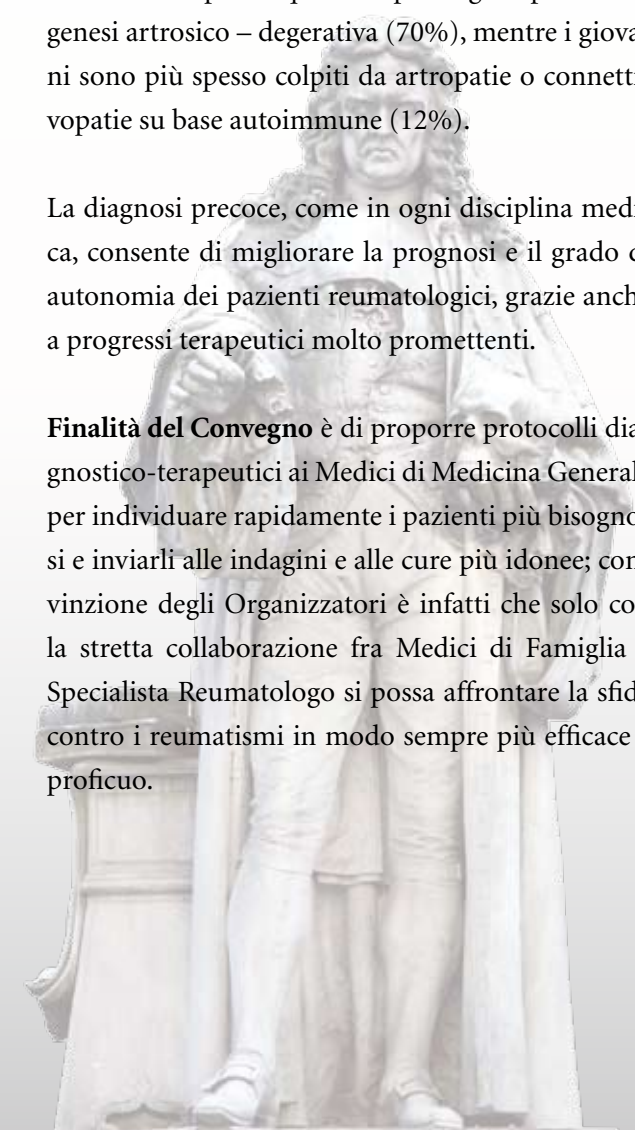 genesi artrosico – degerativa (70%), mentre i giova
ni sono più spesso colpiti da artropatie o connetti
vopatie su base autoimmune (12%).
La diagnosi precoce, come in ogni disciplina medi
ca, consente di migliorare la prognosi e il grado
autonomia dei pazienti reumatologici, grazie anch
a progressi terapeutici molto promettenti.
Finalità del Convegno è di proporre protocolli dia
gnostico-terapeutici ai Medici di Medicina General
per individuare rapidamente i pazienti più bisogno
si e inviarli alle indagini e alle cure più idonee; con
vinzione degli Organizzatori è infatti che solo co
la stretta collaborazione fra Medici di Famiglia
Specialista Reumatologo si possa affrontare la sfid
contro i reumatismi in modo sempre più efficace
proficuo.